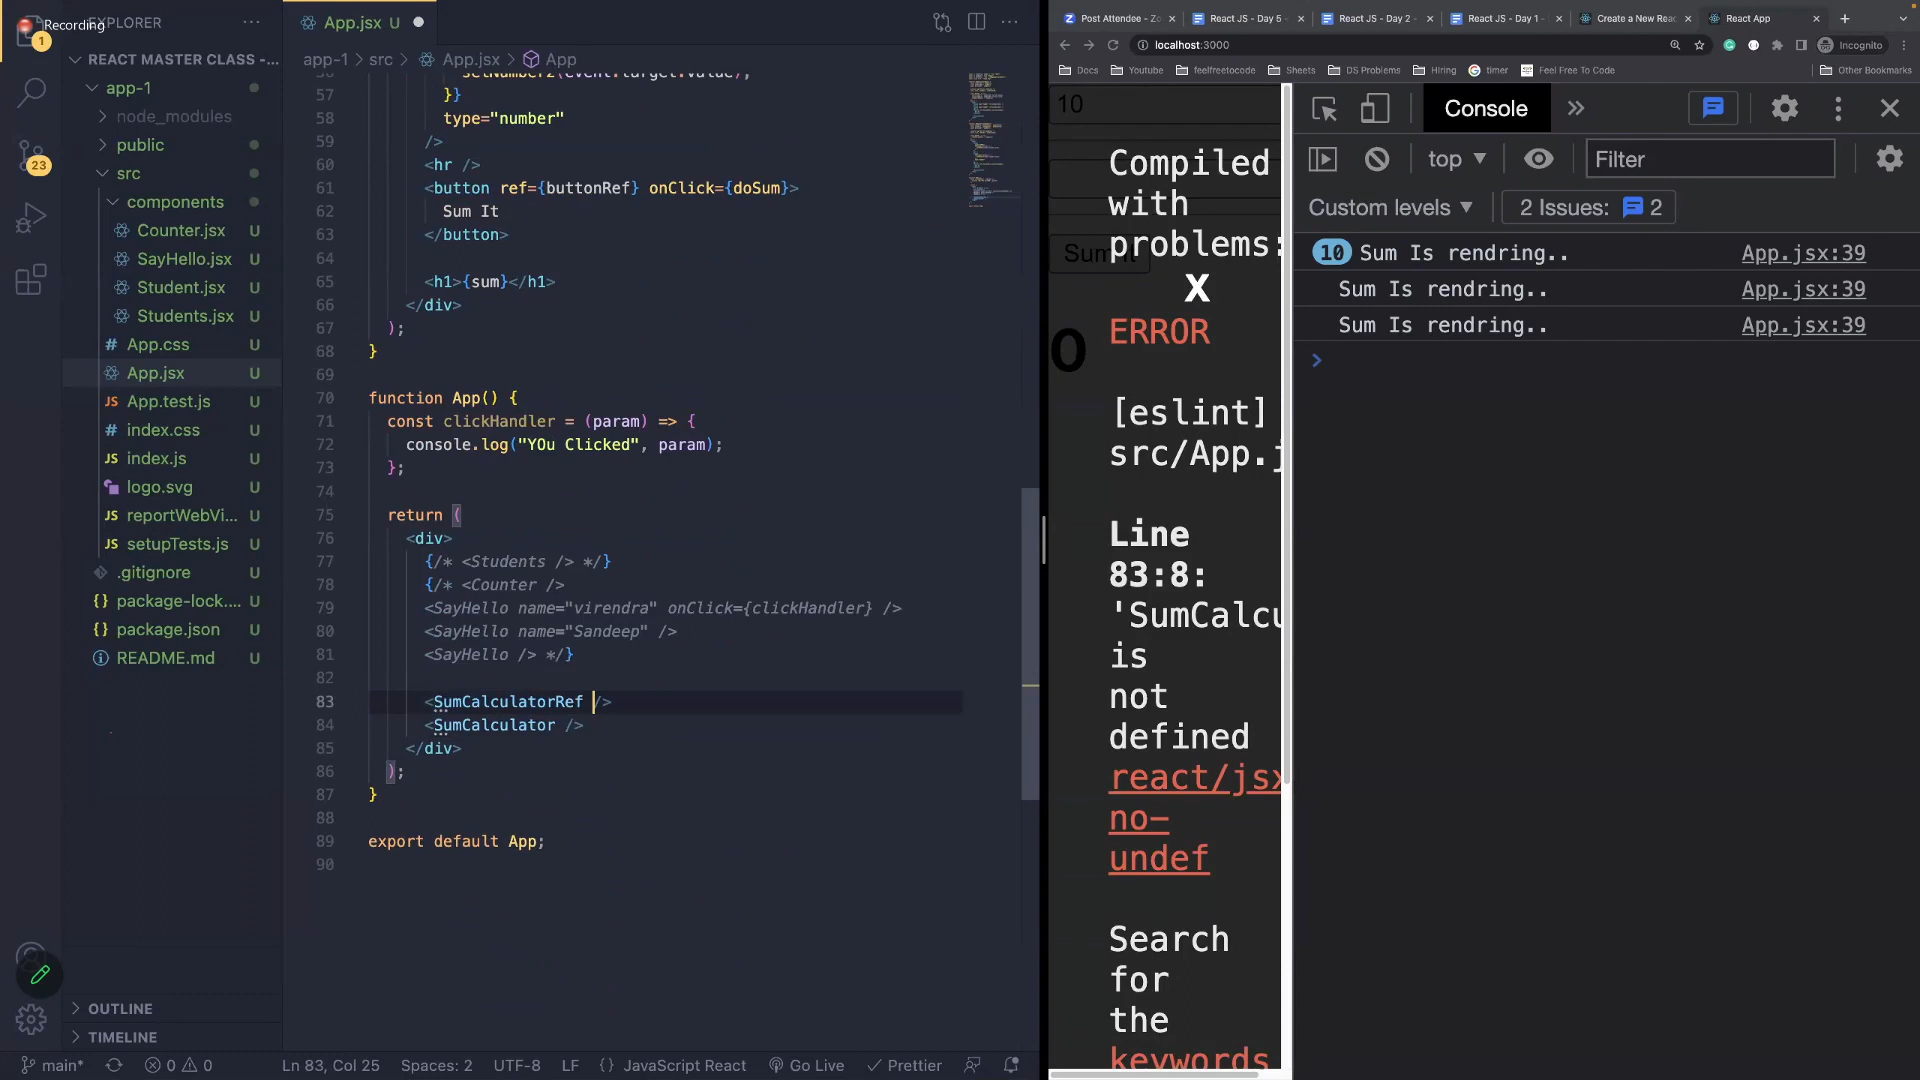 Recording
EXPLORER
...
1
REACT MASTER CLASS -...
app-1
node_modules
public
src
components
Counter.jsx U
SayHello.jsx U
Student.jsx U
Students.jsx U
# App.css U
App.jsx U
JS App.test.js U
# index.css U
JS index.js U
logo.svg U
JS reportWebVi... U
JS setupTests.js U
.gitignore U
{} package-lock.... U
{} package.json U
README.md U
23
OUTLINE
TIMELINE
App.jsx U
app-1 > src > App.jsx > App
57 }}
58 type="number"
59 />
60 <hr />
61 <button ref={buttonRef} onClick={doSum}>
62 Sum It
63 </button>
64
65 <h1>{sum}</h1>
66 </div>
67 );
68 }
69
70 function App() {
71 const clickHandler = (param) => {
72 console.log("YOu Clicked", param);
73 };
74
75 return (
76 <div>
77 {/* <Students /> */}
78 {/* <Counter />
79 <SayHello name="virendra" onClick={clickHandler} />
80 <SayHello name="Sandeep" />
81 <SayHello /> */}
82
83 <SumCalculatorRef />
84 <SumCalculator />
85 </div>
86 );
87 }
88
89 export default App;
90
main* 0 0 Ln 83, Col 25 Spaces: 2 UTF-8 LF {} JavaScript React Go Live Prettier
Post Attendee - Zo React JS - Day 5 - React JS - Day 2 - React JS - Day 1 - Create a New Reac React App
localhost:3000 Incognito
Docs Youtube feelfreetocode Sheets DS Problems Hiring timer Feel Free To Code Other Bookmarks
10
Compiled
with
problems:
X
ERROR
0
[eslint]
src/App.j
Line
83:8:
'SumCalcu
is
not
defined
react/jsx
no-
undef
Search
for
the
keywords
Console
top Filter
Custom levels 2 Issues: 2
10 Sum Is rendring.. App.jsx:39
Sum Is rendring.. App.jsx:39
Sum Is rendring.. App.jsx:39